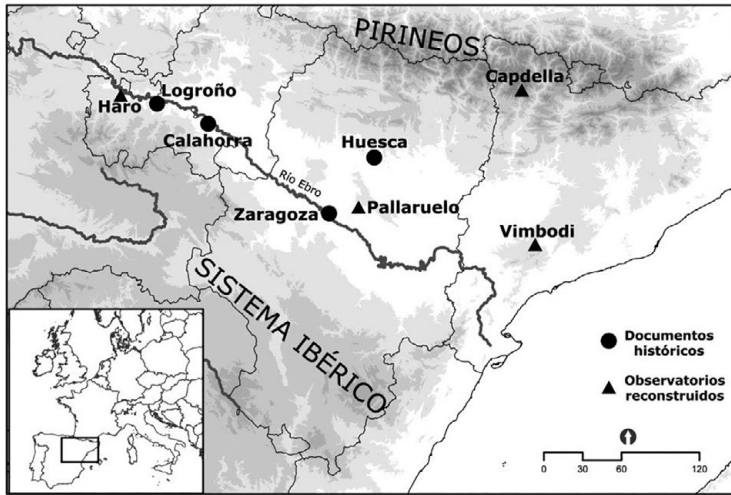 PIRINEOS
Capdella
Logroño
Haro
Calahorra
Huesca
Río Ebro
Pallaruelo
Zaragoza
Vimbodi
SISTEMA IBÉRICO
Documentos
históricos
Observatorios
reconstruidos
0 30 60 120